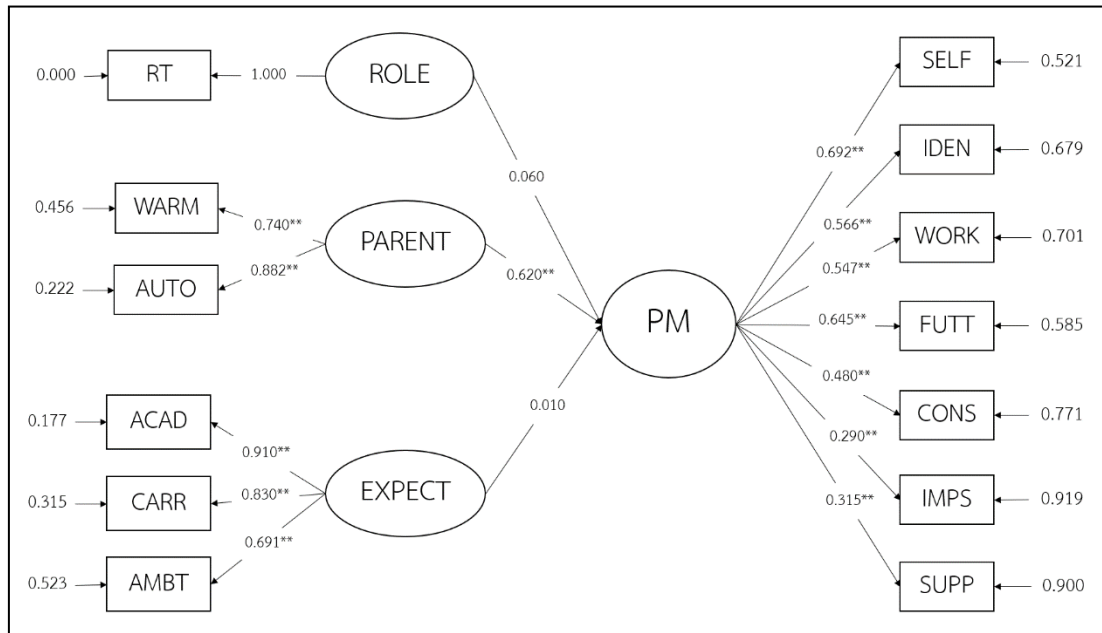 0.000
RT
1.000
ROLE
0.060
0.456
WARM
0.740**
0.222
AUTO
0.882**
PARENT
0.620**
0.177
ACAD
0.910**
0.315
CARR
0.830**
0.523
AMBT
0.691**
EXPECT
0.010
PM
0.692**
SELF
0.521
0.566**
IDEN
0.679
0.547**
WORK
0.701
0.645**
FUTT
0.585
0.480**
CONS
0.771
0.290**
IMPS
0.919
0.315**
SUPP
0.900